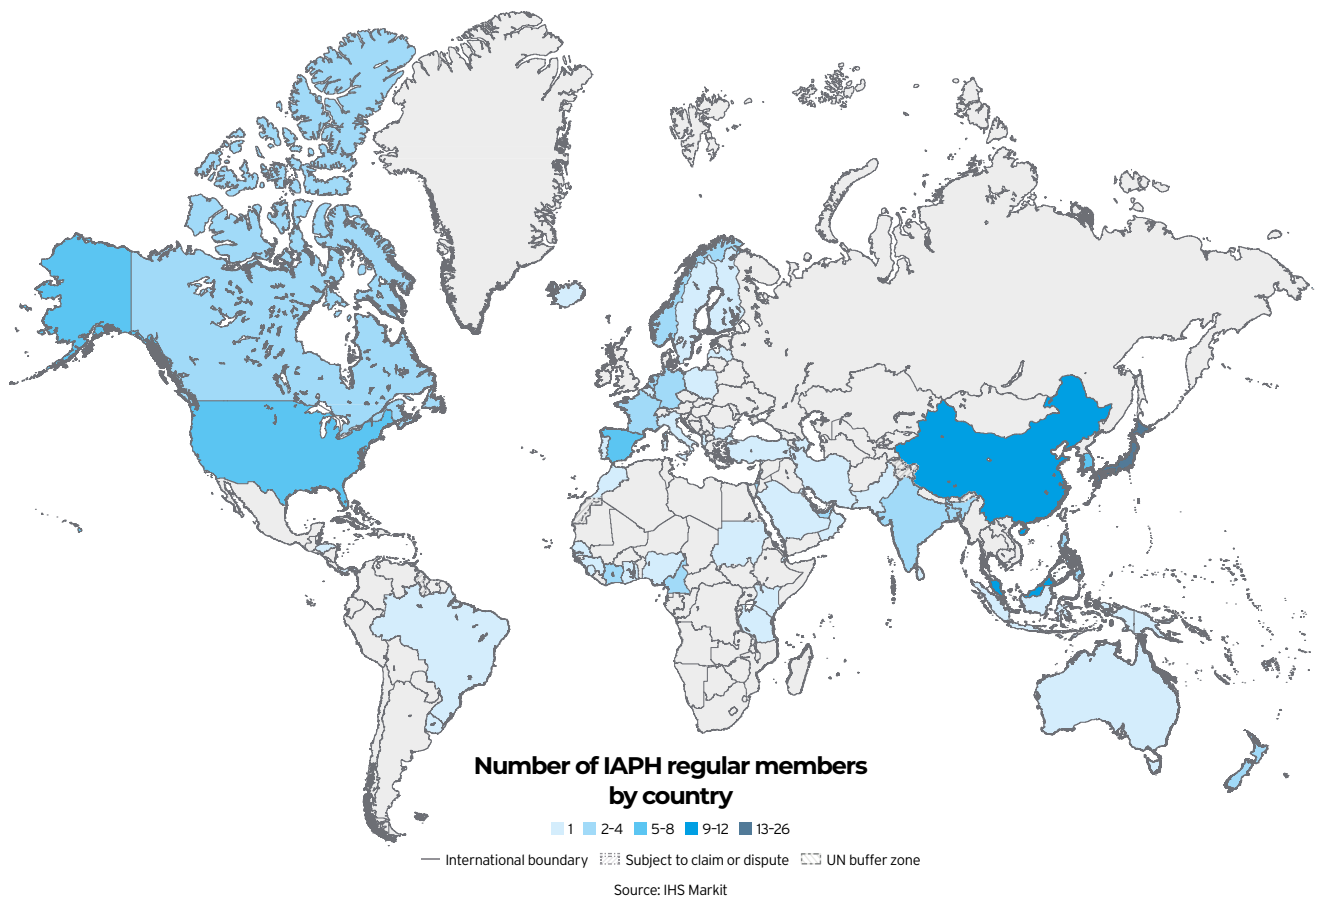 Number of IAPH regular members
by country
1 2-4 5-8 9-12 13-26
International boundary Subject to claim or dispute UN buffer zone
Source: IHS Markit